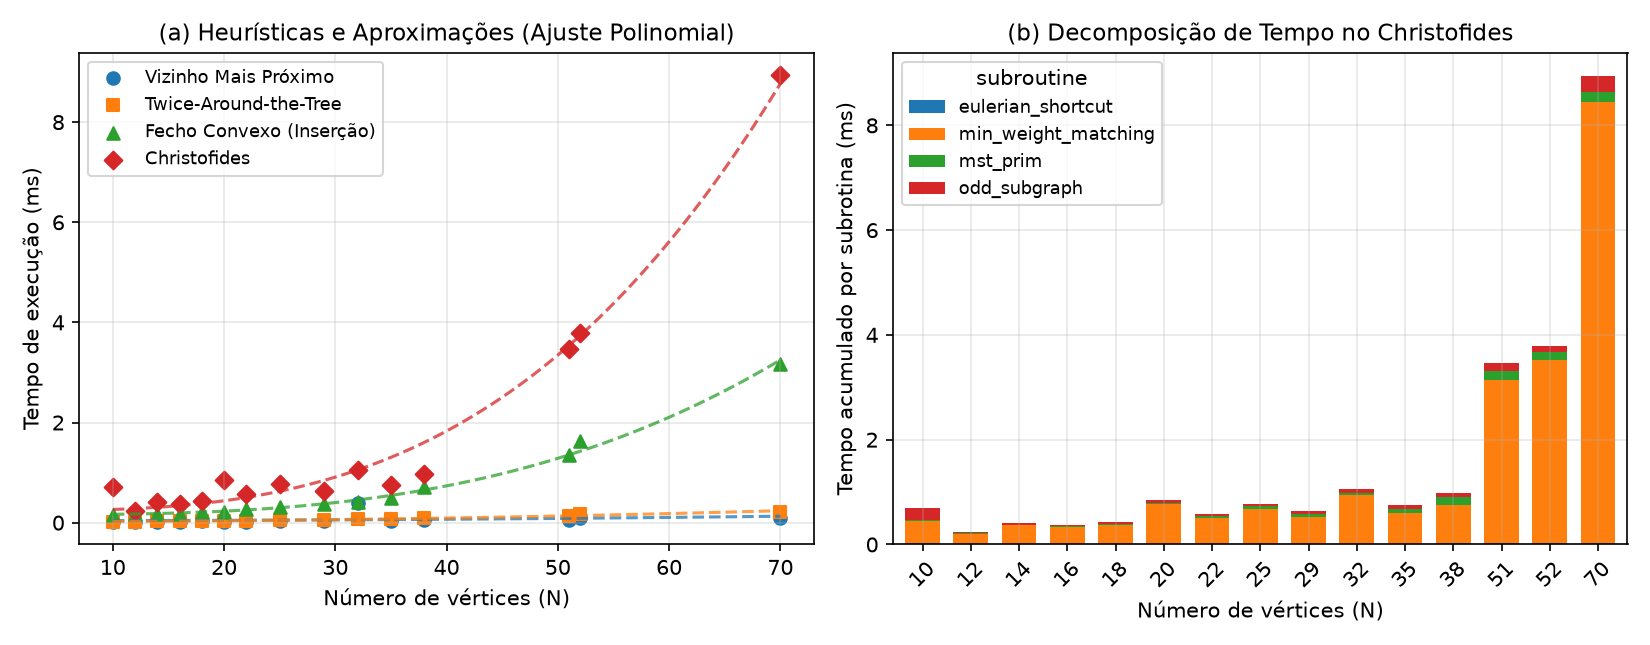 (a) Heurísticas e Aproximações (Ajuste Polinomial)
Vizinho Mais Próximo
Twice-Around-the-Tree
Fecho Convexo (Inserção)
Christofides
Tempo de execução (ms)
8
6
4
2
0
10
20
30
40
50
60
70
Número de vértices (N)
(b) Decomposição de Tempo no Christofides
subroutine
eulerian_shortcut
min_weight_matching
mst_prim
odd_subgraph
Tempo acumulado por subrotina (ms)
8
6
4
2
0
10
12
14
16
18
20
22
25
29
32
35
38
51
52
70
Número de vértices (N)